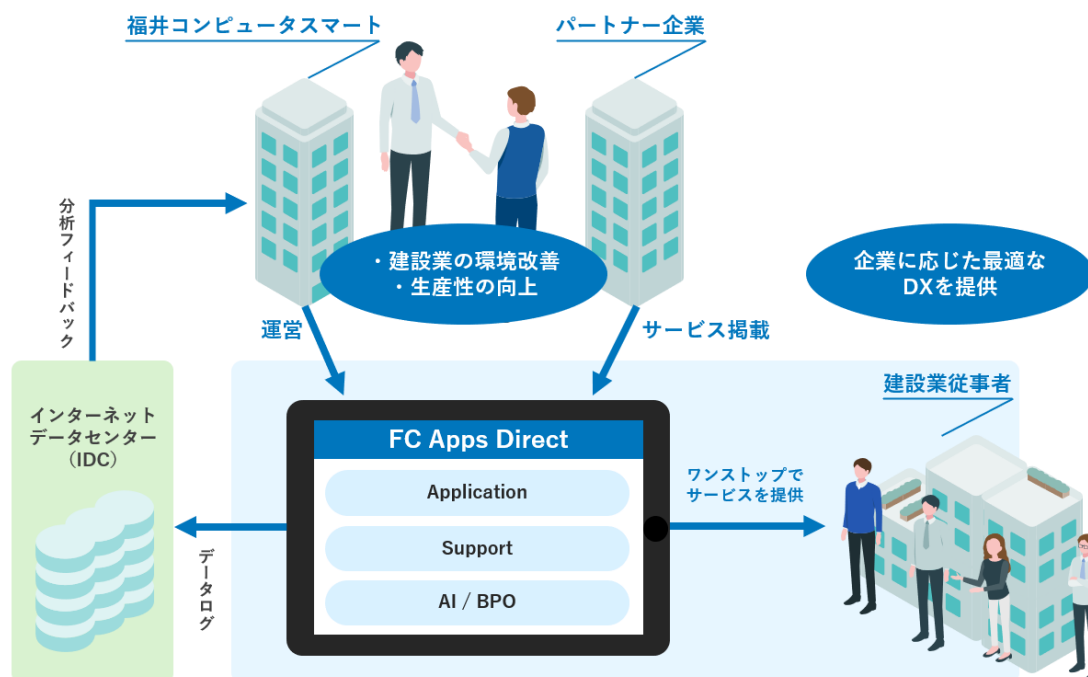 福井コンピュータスマート
パートナー企業
分析フィードバック
・建設業の環境改善
・生産性の向上
企業に応じた最適な
DXを提供
運営
サービス掲載
建設業従事者
インターネット
データセンター
（IDC）
FC Apps Direct
Application
Support
AI / BPO
ワンストップで
サービスを提供
データログ